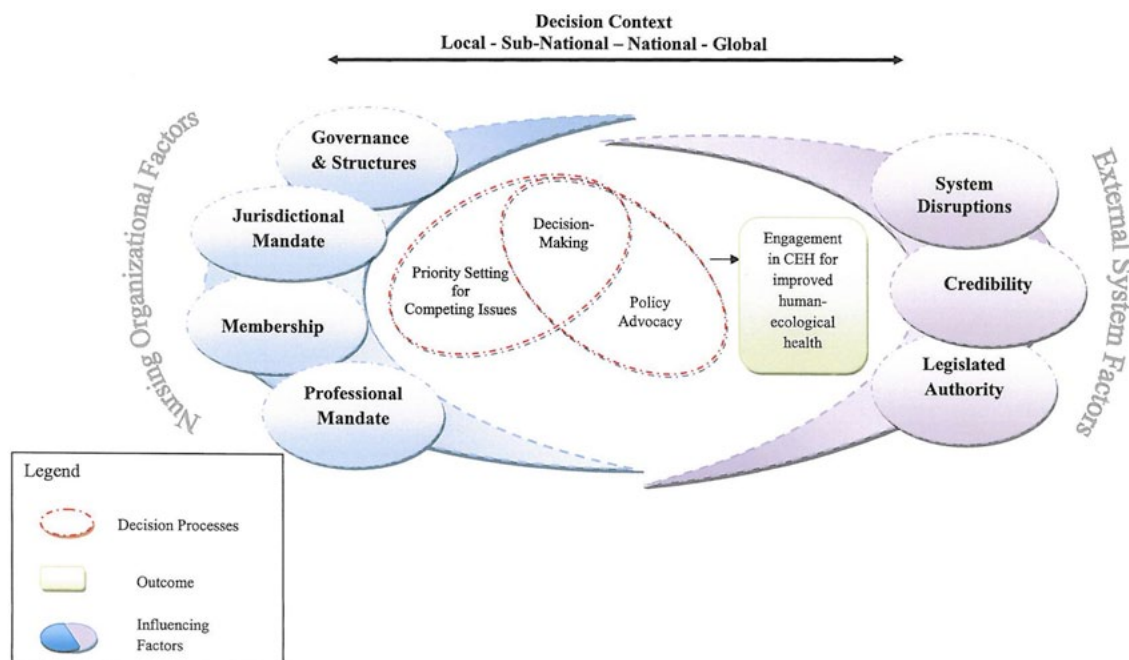 Decision Context
Local - Sub-National – National - Global
Nursing Organizational Factors
Governance
& Structures
Jurisdictional
Mandate
Membership
Professional
Mandate
Priority Setting
for
Competing Issues
Decision-
Making
Policy
Advocacy
Engagement
in CEH for
improved
human-
ecological
health
System
Disruptions
Credibility
Legislated
Authority
External System Factors
Legend
Decision Processes
Outcome
Influencing
Factors